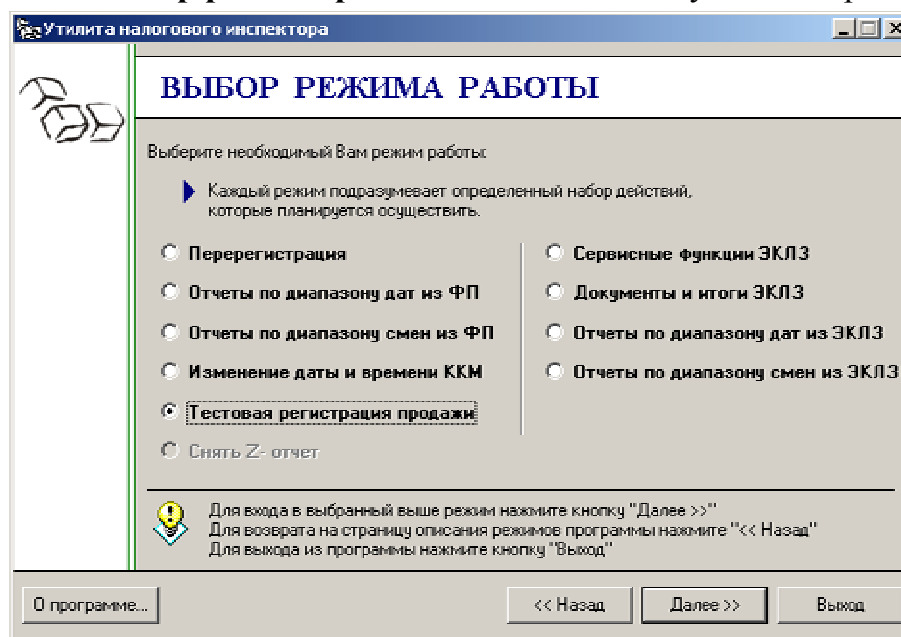 Утилита налогового инспектора
ВЫБОР РЕЖИМА РАБОТЫ
Выберите необходимый Вам режим работы:
Каждый режим подразумевает определенный набор действий,
которые планируется осуществить.
Перерегистрация
Отчеты по диапазону дат из ФП
Отчеты по диапазону смен из ФП
Изменение даты и времени ККМ
Тестовая регистрация продажи
Снять Z- отчет
Сервисные функции ЭКЛЗ
Документы и итоги ЭКЛЗ
Отчеты по диапазону дат из ЭКЛЗ
Отчеты по диапазону смен из ЭКЛЗ
Для входа в выбранный выше режим нажмите кнопку "Далее >>"
Для возврата на страницу описания режимов программы нажмите "<< Назад"
Для выхода из программы нажмите кнопку "Выход"
О программе...
<< Назад
Далее >>
Выход